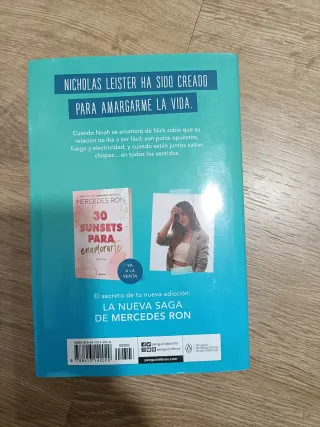 NICHOLAS LEISTER HA SIDO CREADO
PARA AMARGARME LA VIDA.
Cuando Noah se enamoró de Nick sabía que su
relación no iba a ser fácil: son polos opuestos,
fuego y electricidad, y cuando están juntos saltan
chispas... en todos los sentidos.
MERCEDES RON
30
SUNSETS
PARA
enamorarte
YA
A LA
VENTA
El secreto de tu nueva adicción:
LA NUEVA SAGA
DE MERCEDES RON
penguinlibros.com